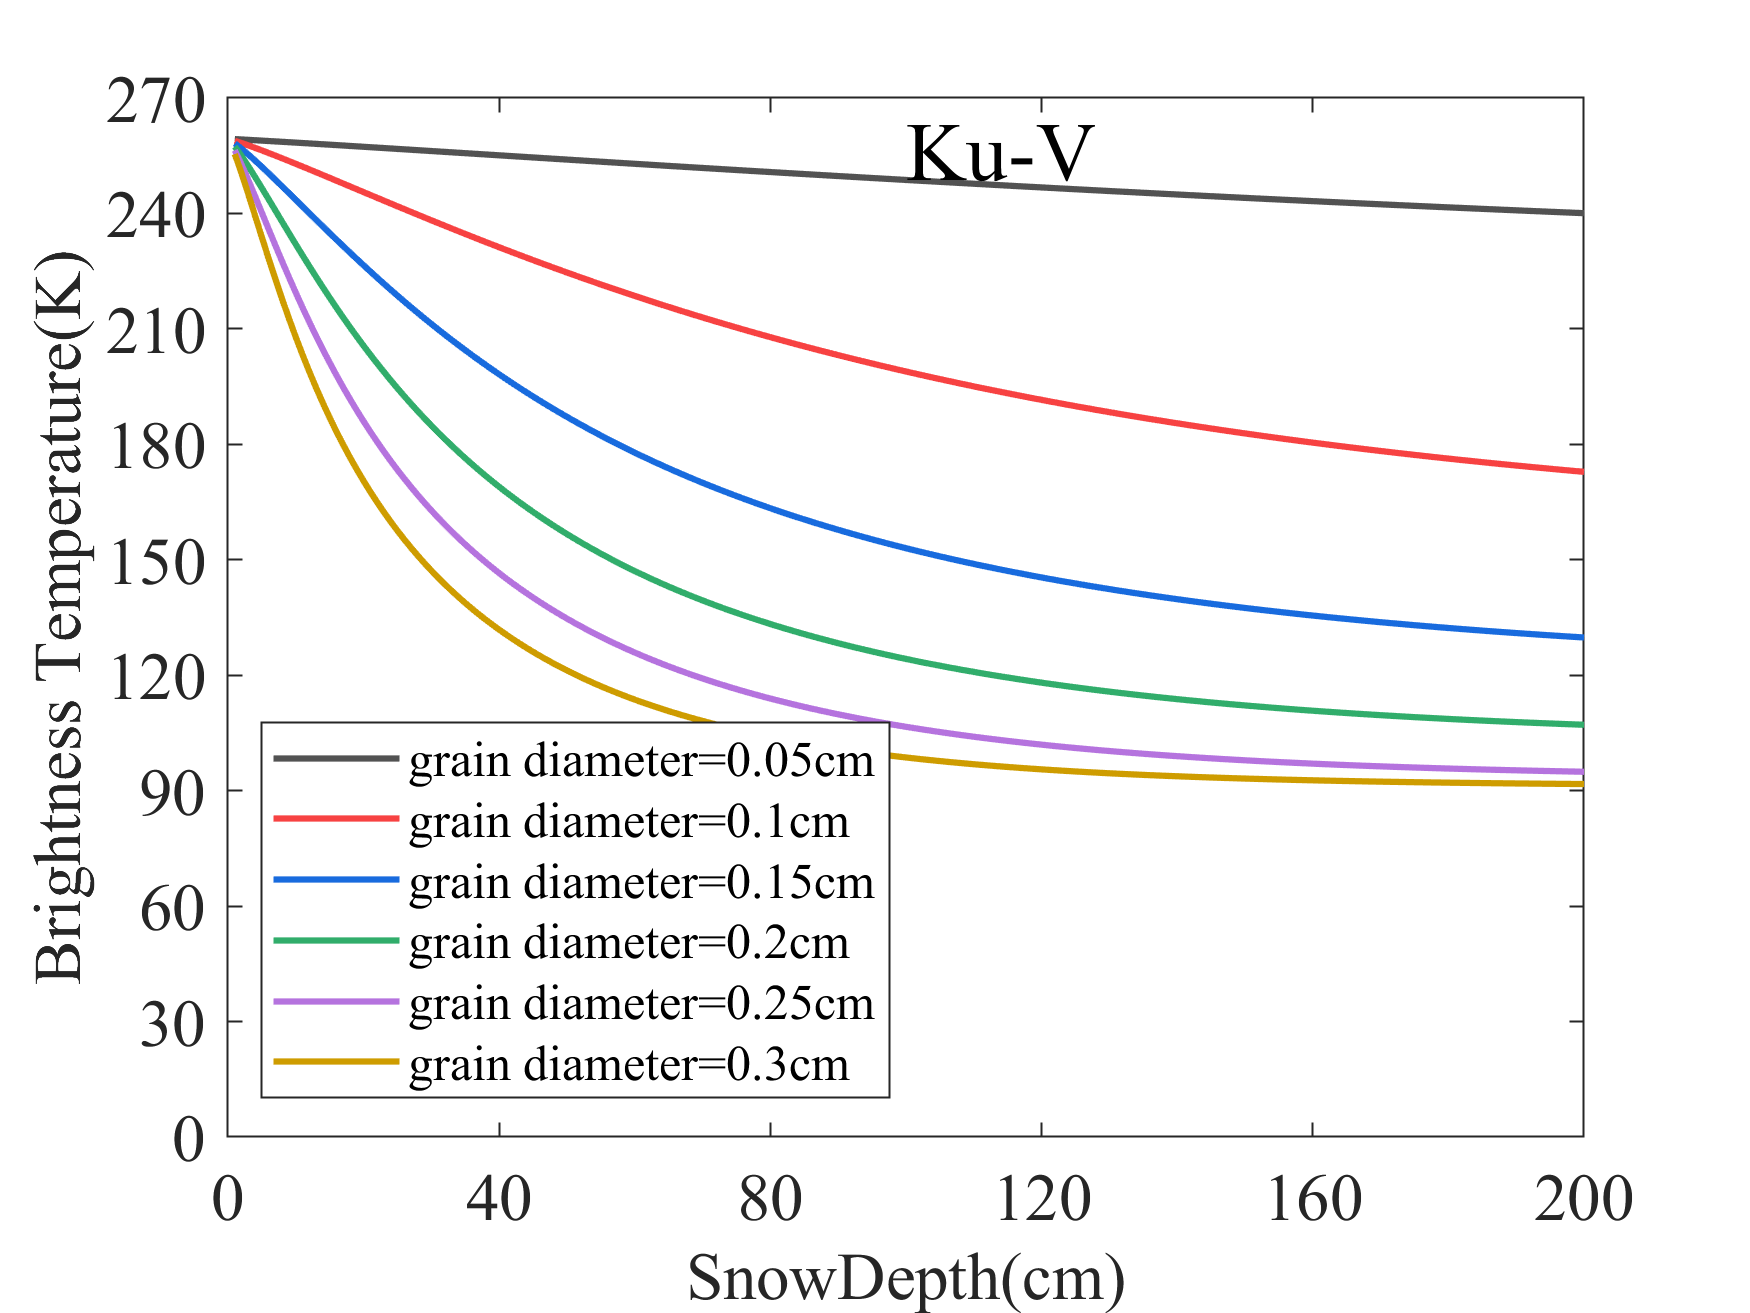 Ku-V
270
240
210
180
150
120
90
60
30
0
Brightness Temperature(K)
grain diameter=0.05cm
grain diameter=0.1cm
grain diameter=0.15cm
grain diameter=0.2cm
grain diameter=0.25cm
grain diameter=0.3cm
0 40 80 120 160 200
SnowDepth(cm)